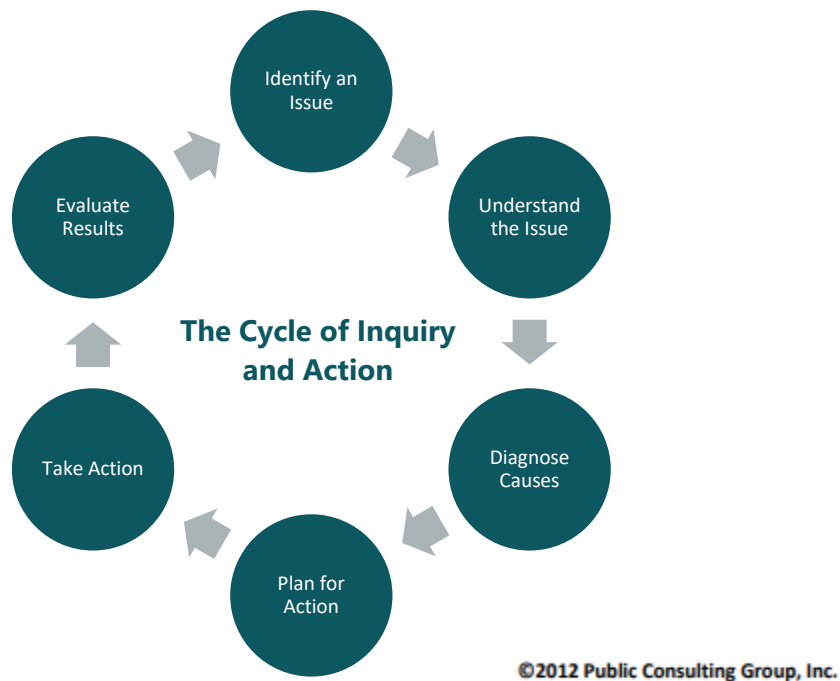 Identify an
Issue
Understand
the Issue
Diagnose
Causes
Plan for
Action
Take Action
Evaluate
Results
The Cycle of Inquiry
and Action
©2012 Public Consulting Group, Inc.